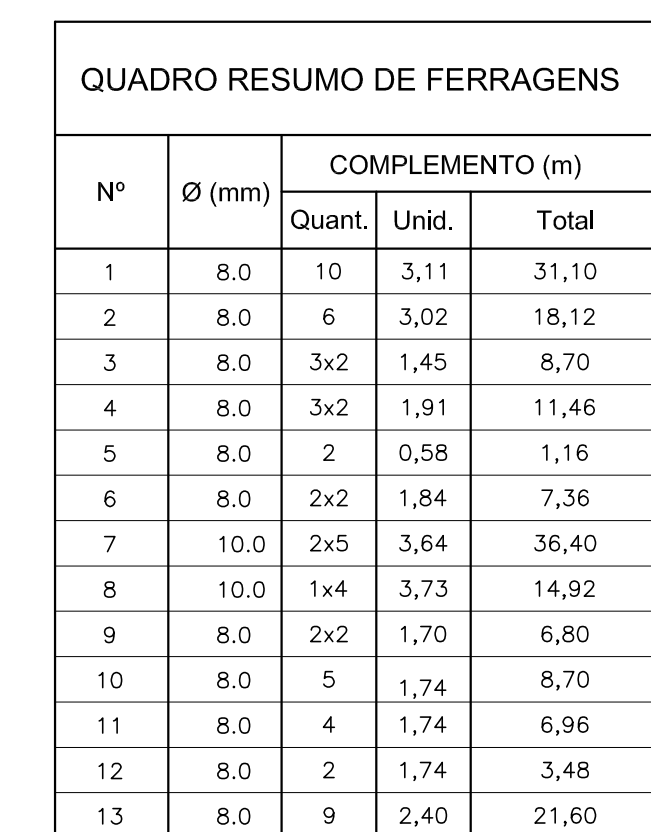 QUADRO RESUMO DE FERRAGENS
Nº Ø (mm) COMPLEMENTO (m)
Quant. Unid. Total
1 8.0 10 3,11 31,10
2 8.0 6 3,02 18,12
3 8.0 3x2 1,45 8,70
4 8.0 3x2 1,91 11,46
5 8.0 2 0,58 1,16
6 8.0 2x2 1,84 7,36
7 10.0 2x5 3,64 36,40
8 10.0 1x4 3,73 14,92
9 8.0 2x2 1,70 6,80
10 8.0 5 1,74 8,70
11 8.0 4 1,74 6,96
12 8.0 2 1,74 3,48
13 8.0 9 2,40 21,60